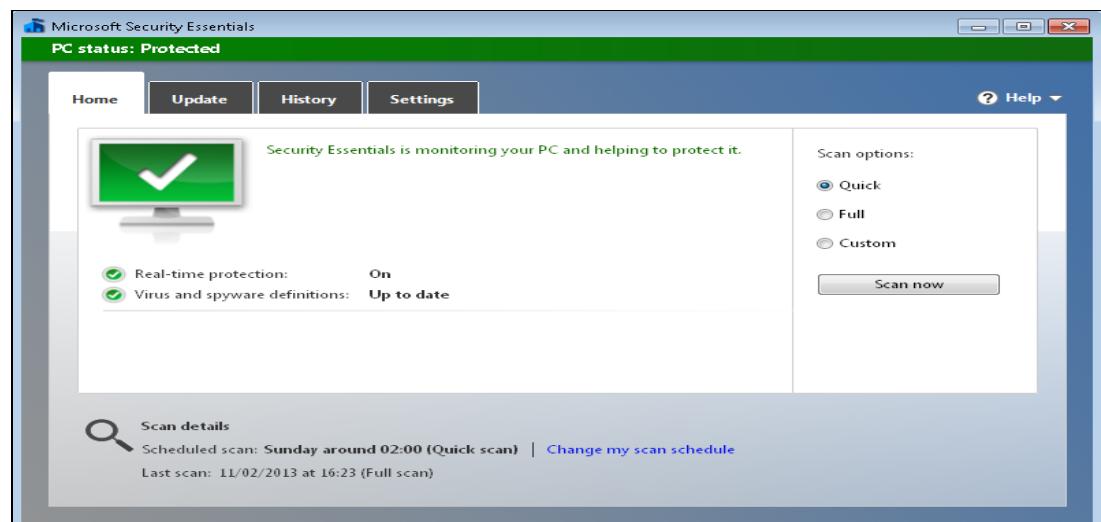 Microsoft Security Essentials
PC status: Protected
Home Update History Settings Help
Security Essentials is monitoring your PC and helping to protect it.
Scan options:
Quick
Full
Custom
Scan now
Real-time protection: On
Virus and spyware definitions: Up to date
Scan details
Scheduled scan: Sunday around 02:00 (Quick scan) | Change my scan schedule
Last scan: 11/02/2013 at 16:23 (Full scan)